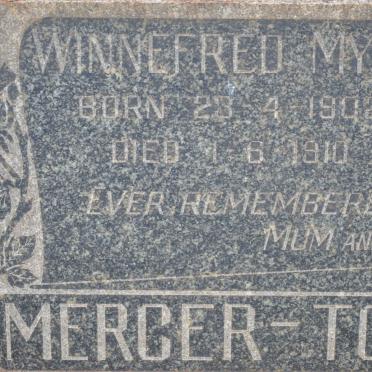 WINNEFRED MY
BORN 23-4-190
DIED 1-6-1910
EVER REMEMBERE
MUM AN
MERCER-TO